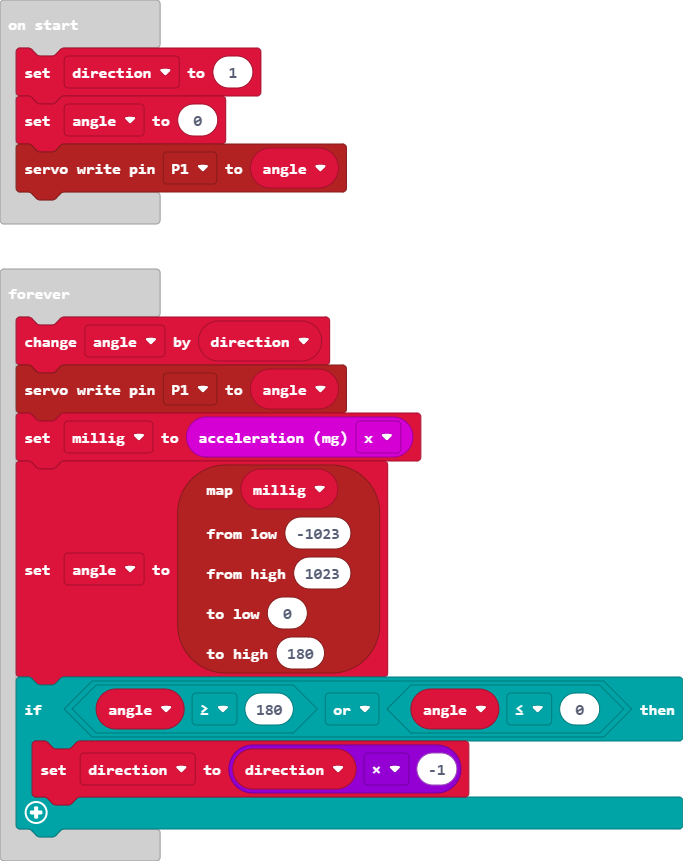 on start
set direction to 1
set angle to 0
servo write pin P1 to angle
forever
change angle by direction
servo write pin P1 to angle
set millig to acceleration (mg) x
map millig
from low -1023
from high 1023
set angle to
to low 0
to high 180
if angle ≥ 180 or angle ≤ 0 then
set direction to direction × -1